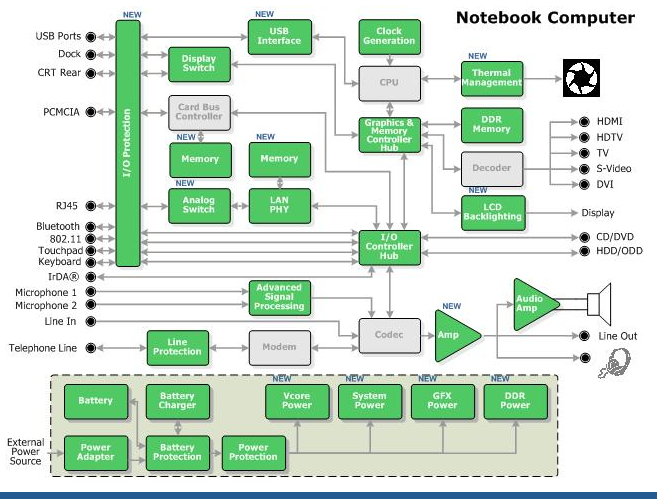 Notebook Computer
NEW
USB Ports
Dock
CRT Rear
PCMCIA
RJ45
Bluetooth
802.11
Touchpad
Keyboard
IrDA®
Microphone 1
Microphone 2
Line In
Telephone Line
I/O Protection
NEW
USB
Interface
Clock
Generation
Display
Switch
CPU
NEW
Thermal
Management
Card Bus
Controller
Graphics &
Memory
Controller
Hub
DDR
Memory
HDMI
HDTV
TV
S-Video
DVI
NEW
Memory
NEW
Memory
Decoder
NEW
Analog
Switch
LAN
PHY
NEW
LCD
Backlighting
Display
I/O
Controller
Hub
CD/DVD
HDD/ODD
Advanced
Signal
Processing
Codec
NEW
Amp
Audio
Amp
Line Out
Line
Protection
Modem
Battery
Battery
Charger
NEW
Vcore
Power
NEW
System
Power
NEW
GFX
Power
NEW
DDR
Power
External
Power
Source
Power
Adapter
Battery
Protection
Power
Protection